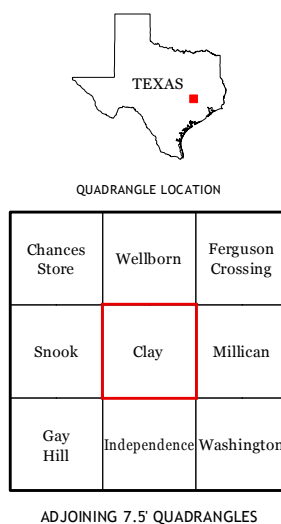 TEXAS
QUADRANGLE LOCATION
Chances
Store
Wellborn
Ferguson
Crossing
Snook
Clay
Millican
Gay
Hill
Independence
Washington
ADJOINING 7.5' QUADRANGLES